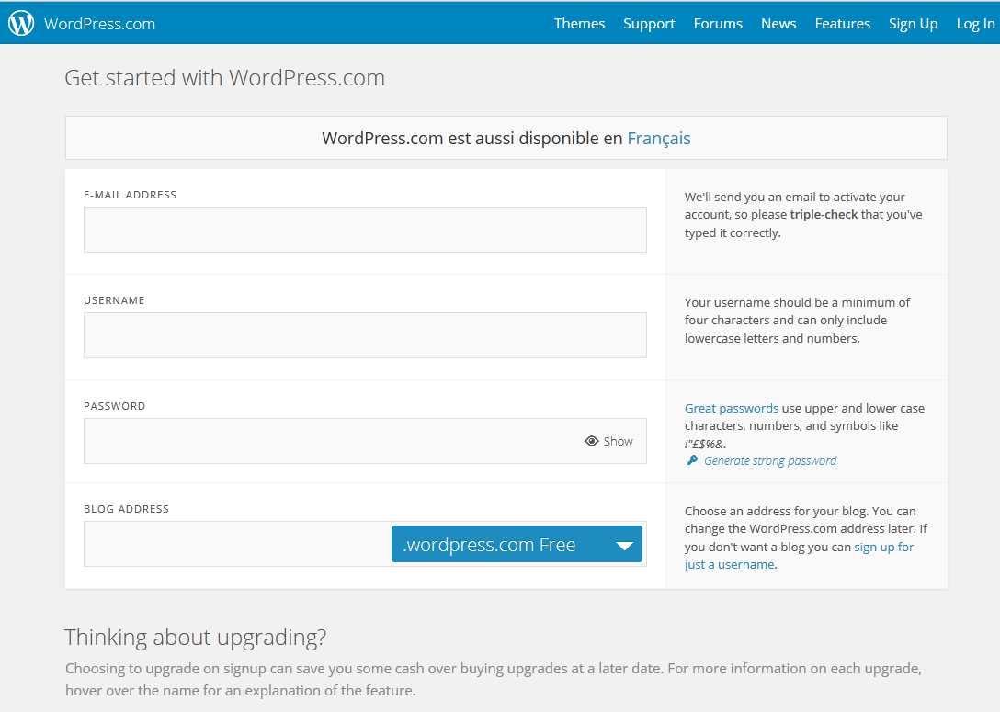 WordPress.com
Themes Support Forums News Features Sign Up Log In
Get started with WordPress.com
WordPress.com est aussi disponible en Français
E-MAIL ADDRESS
We'll send you an email to activate your
account, so please triple-check that you've
typed it correctly.
USERNAME
Your username should be a minimum of
four characters and can only include
lowercase letters and numbers.
PASSWORD
Show
Great passwords use upper and lower case
characters, numbers, and symbols like
!"£$%&.
Generate strong password
BLOG ADDRESS
.wordpress.com Free
Choose an address for your blog. You can
change the WordPress.com address later. If
you don't want a blog you can sign up for
just a username.
Thinking about upgrading?
Choosing to upgrade on signup can save you some cash over buying upgrades at a later date. For more information on each upgrade,
hover over the name for an explanation of the feature.